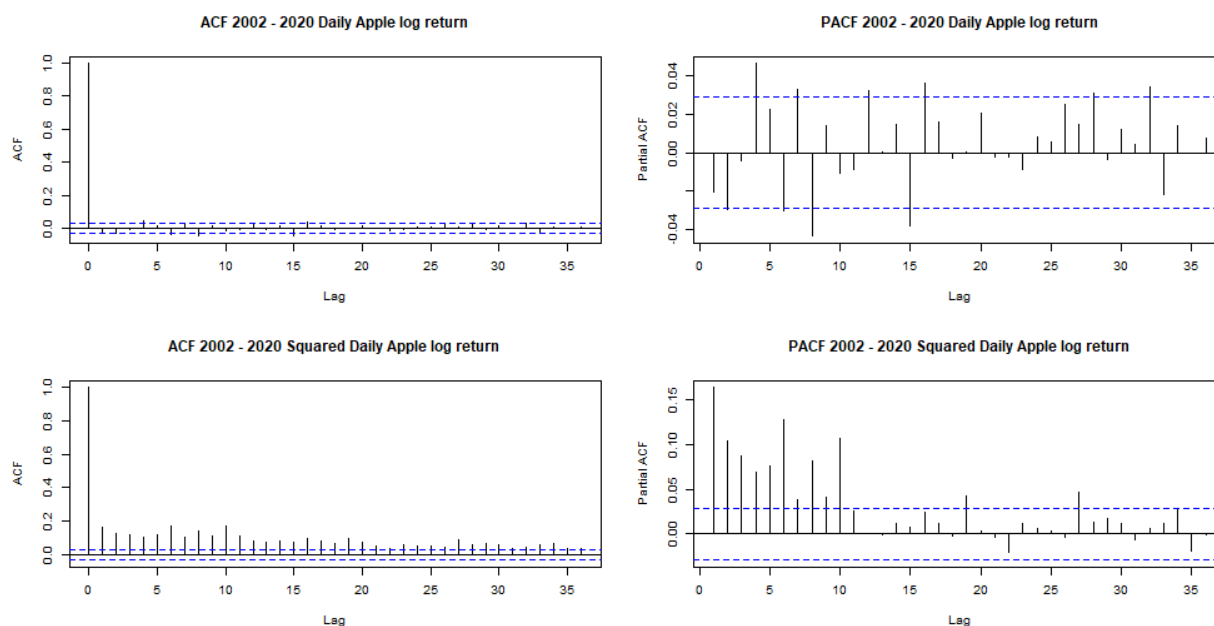 ACF 2002 - 2020 Daily Apple log return
ACF
1.0
0.8
0.6
0.4
0.2
0.0
0 5 10 15 20 25 30 35
Lag
PACF 2002 - 2020 Daily Apple log return
Partial ACF
0.04
0.02
0.00
-0.04
0 5 10 15 20 25 30 35
Lag
ACF 2002 - 2020 Squared Daily Apple log return
ACF
1.0
0.8
0.6
0.4
0.2
0.0
0 5 10 15 20 25 30 35
Lag
PACF 2002 - 2020 Squared Daily Apple log return
Partial ACF
0.15
0.10
0.05
0.00
0 5 10 15 20 25 30 35
Lag